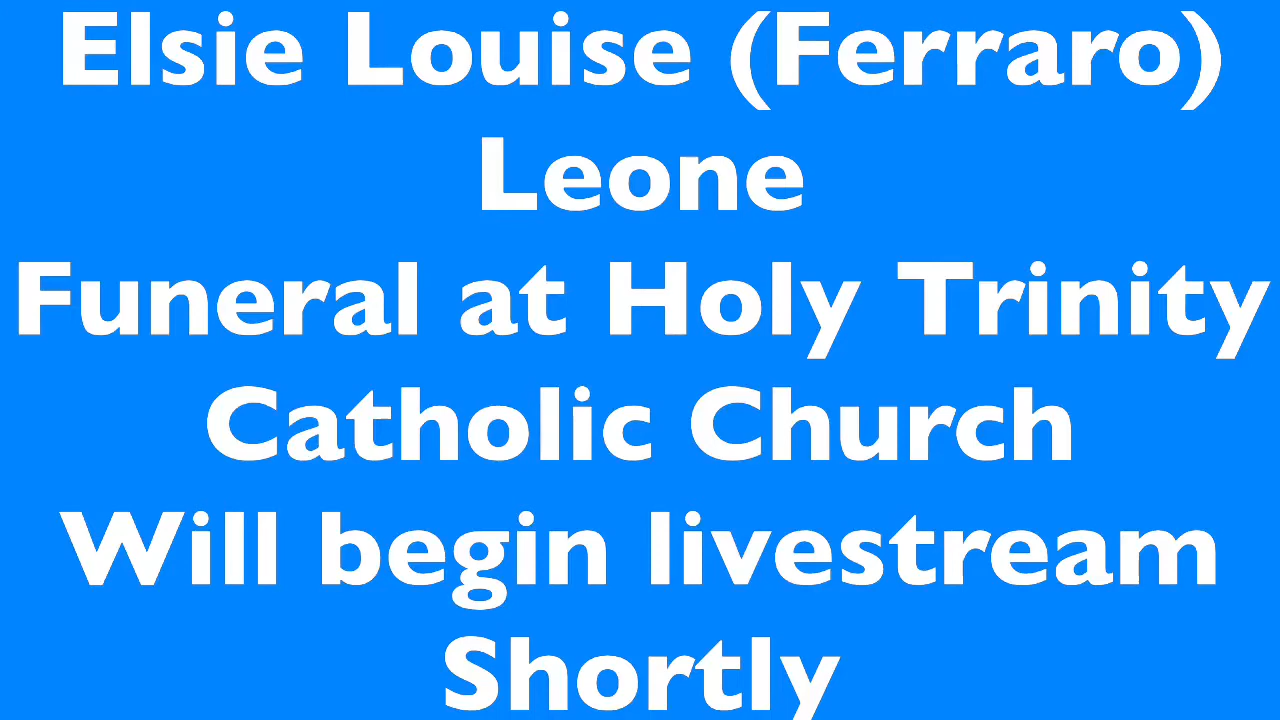 Elsie Louise (Ferraro)
Leone
Funeral at Holy Trinity
Catholic Church
Will begin livestream
Shortly